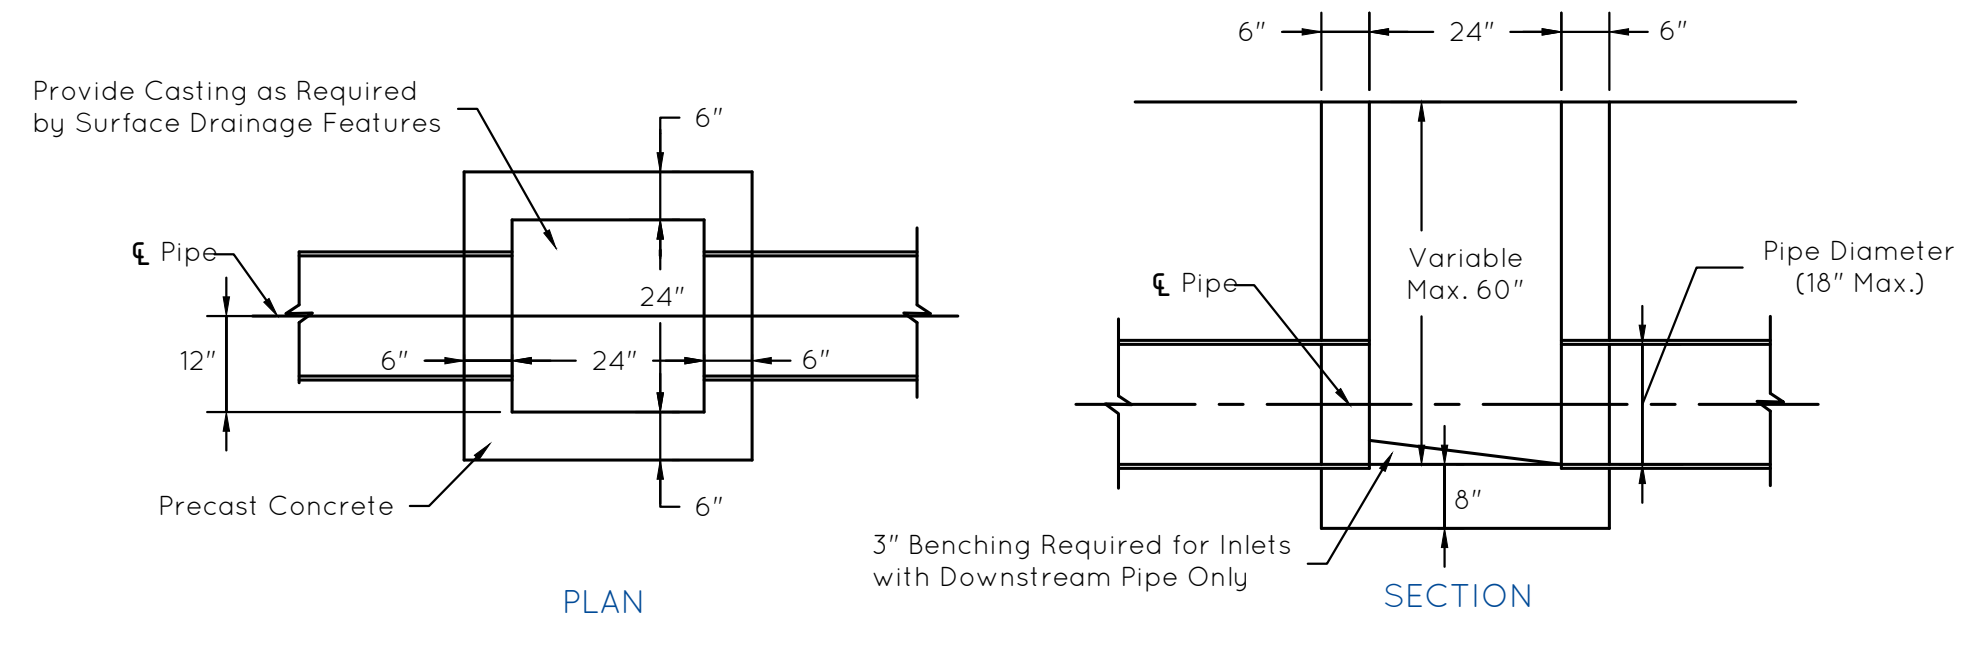 Provide Casting as Required
by Surface Drainage Features
6"
℄ Pipe
24"
12"
6"
24"
6"
Precast Concrete
6"
PLAN
6"
24"
6"
Variable
Max. 60"
Pipe Diameter
(18" Max.)
℄ Pipe
8"
3" Benching Required for Inlets
with Downstream Pipe Only
SECTION